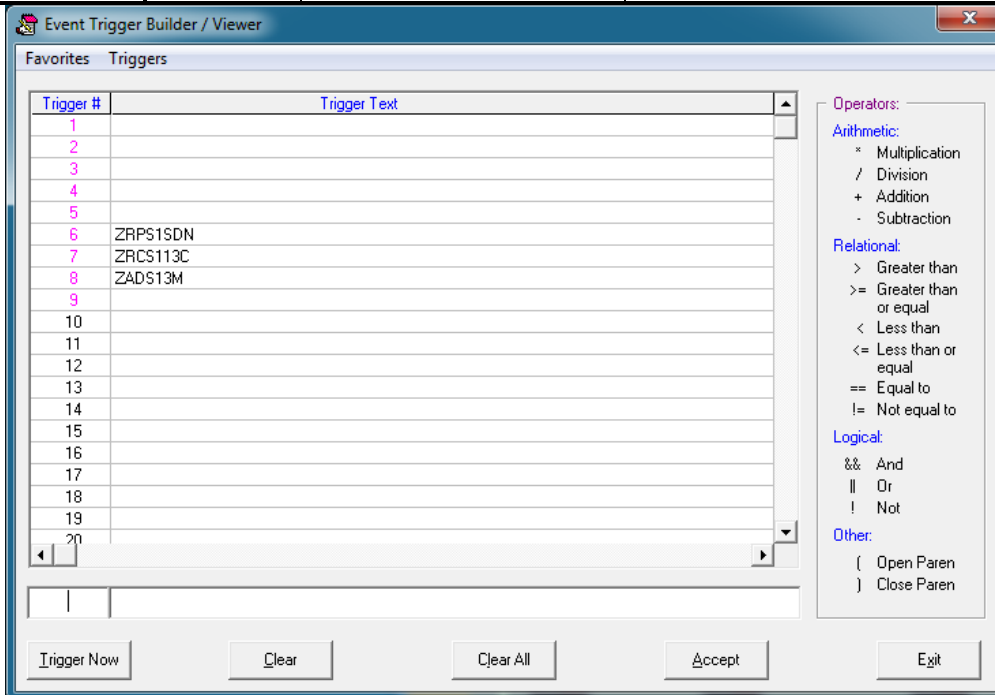 Event Trigger Builder / Viewer
Favorites Triggers
Trigger # Trigger Text
1
2
3
4
5
6 ZRPS1SDN
7 ZRCS113C
8 ZADS13M
9
10
11
12
13
14
15
16
17
18
19
20
Operators:
Arithmetic:
* Multiplication
/ Division
+ Addition
- Subtraction
Relational:
> Greater than
>= Greater than
or equal
< Less than
<= Less than or
equal
== Equal to
!= Not equal to
Logical:
&& And
|| Or
! Not
Other:
( Open Paren
) Close Paren
Trigger Now Clear Clear All Accept Exit